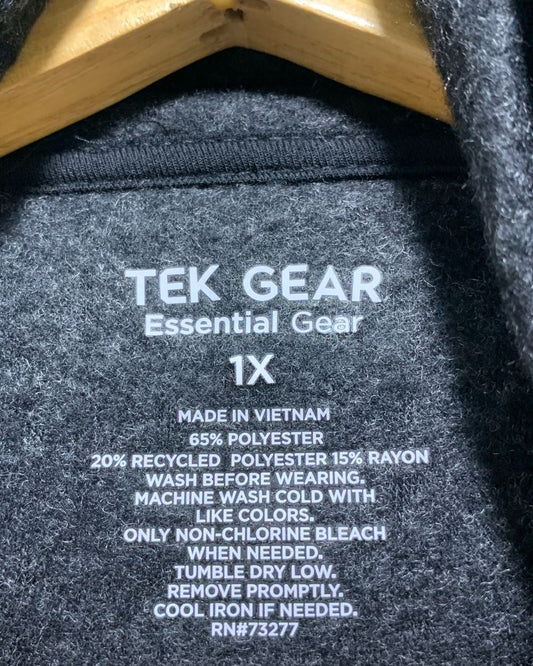 TEK GEAR
Essential Gear
1X
MADE IN VIETNAM
65% POLYESTER
20% RECYCLED POLYESTER 15% RAYON
WASH BEFORE WEARING.
MACHINE WASH COLD WITH
LIKE COLORS.
ONLY NON-CHLORINE BLEACH
WHEN NEEDED.
TUMBLE DRY LOW.
REMOVE PROMPTLY.
COOL IRON IF NEEDED.
RN#73277